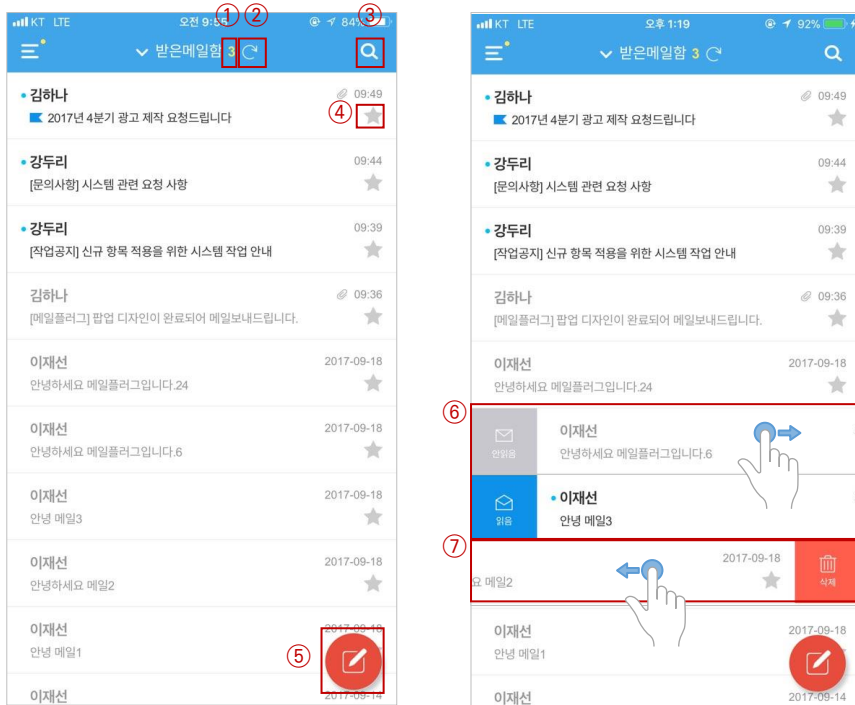 ① ② ③
KT LTE 오전 9:55 84%
받은메일함 3
김하나 09:49
2017년 4분기 광고 제작 요청드립니다
④
강두리 09:44
[문의사항] 시스템 관련 요청 사항
강두리 09:39
[작업공지] 신규 항목 적용을 위한 시스템 작업 안내
김하나 09:36
[메일플러그] 팝업 디자인이 완료되어 메일보내드립니다.
이재선 2017-09-18
안녕하세요 메일플러그입니다.24
이재선 2017-09-18
안녕하세요 메일플러그입니다.6
이재선 2017-09-18
안녕 메일3
이재선 2017-09-18
안녕하세요 메일2
이재선 2017-09-18
안녕 메일1
⑤
이재선 2017-09-14
KT LTE 오후 1:19 92%
받은메일함 3
김하나 09:49
2017년 4분기 광고 제작 요청드립니다
강두리 09:44
[문의사항] 시스템 관련 요청 사항
강두리 09:39
[작업공지] 신규 항목 적용을 위한 시스템 작업 안내
김하나 09:36
[메일플러그] 팝업 디자인이 완료되어 메일보내드립니다.
이재선 2017-09-18
안녕하세요 메일플러그입니다.24
⑥
이재선
안읽음 안녕하세요 메일플러그입니다.6
이재선
읽음 안녕 메일3
⑦
2017-09-18
요 메일2 삭제
이재선 2017-09-18
안녕 메일1
이재선 2017-09-14